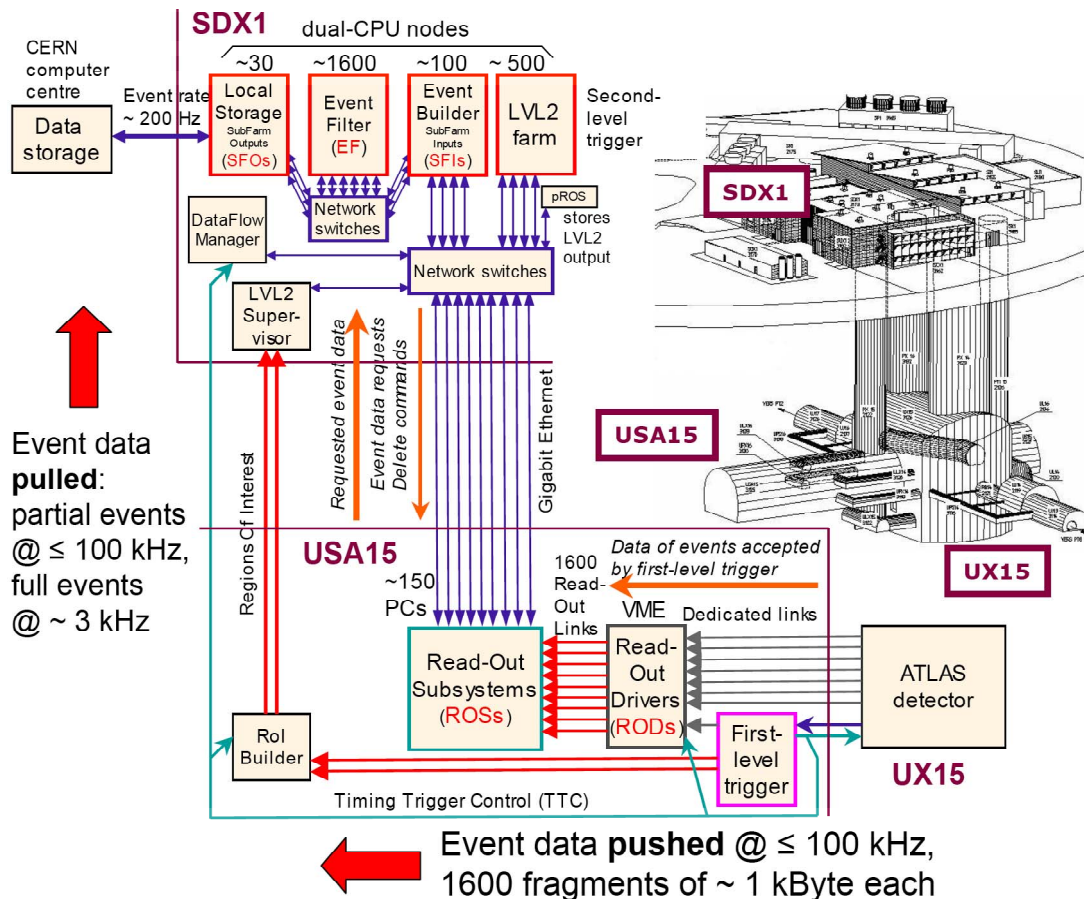 SDX1
dual-CPU nodes
CERN
computer
centre
~30
~1600
~100
~ 500
Event rate
~ 200 Hz
Data
storage
Local
Storage
SubFarm
Outputs
(SFOs)
Event
Filter
(EF)
Event
Builder
SubFarm
Inputs
(SFIs)
LVL2
farm
Second-
level
trigger
Network
switches
pROS
stores
LVL2
output
DataFlow
Manager
Network switches
LVL2
Super-
visor
SDX1
USA15
UX15
Event data
pulled:
partial events
@ ≤ 100 kHz,
full events
@ ~ 3 kHz
Regions Of Interest
Requested event data
Event data requests
Delete commands
Gigabit Ethernet
USA15
Data of events accepted
by first-level trigger
~150
PCs
1600
Read-
Out
Links
VME
Dedicated links
Read-Out
Subsystems
(ROSs)
Read-
Out
Drivers
(RODs)
ATLAS
detector
First-
level
trigger
UX15
RoI
Builder
Timing Trigger Control (TTC)
Event data pushed @ ≤ 100 kHz,
1600 fragments of ~ 1 kByte each